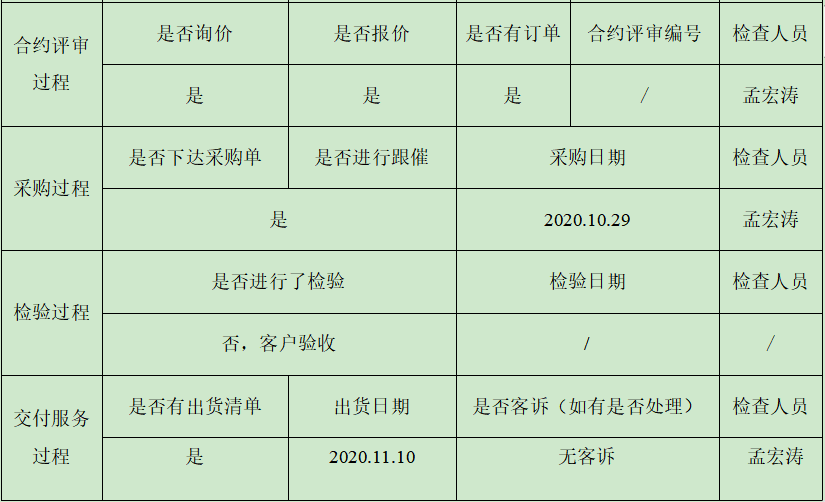 合约评审过程 是否询价 是否报价 是否有订单 合约评审编号 检查人员
是 是 是 / 孟宏涛
采购过程 是否下达采购单 是否进行跟催 采购日期 检查人员
是 2020.10.29 孟宏涛
检验过程 是否进行了检验 检验日期 检查人员
否，客户验收 / /
交付服务过程 是否有出货清单 出货日期 是否客诉（如有是否处理） 检查人员
是 2020.11.10 无客诉 孟宏涛